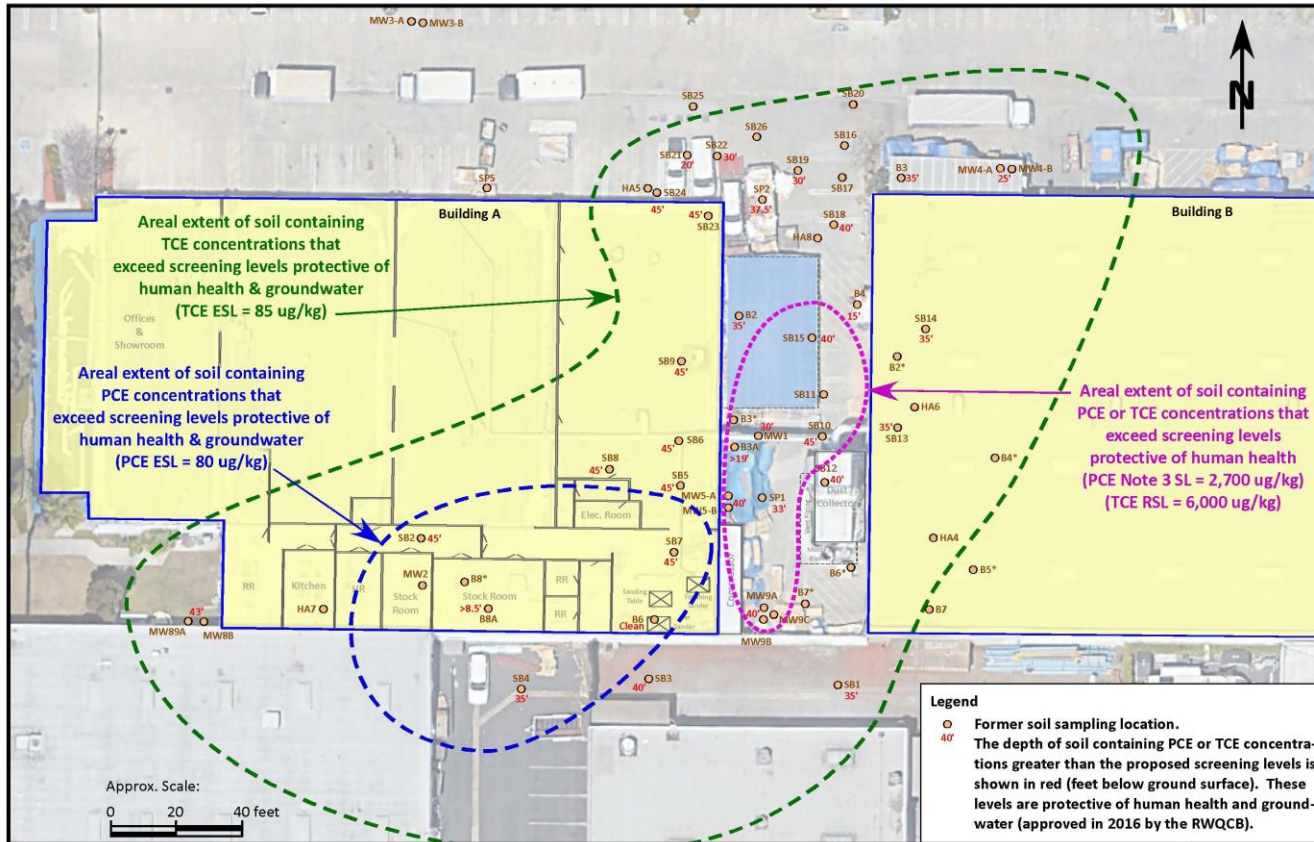 MW3-A
MW3-B
N
SB25
SB20
SB26
SB16
SB21
20'
SB22
30'
SB19
30'
SB17
B3
35'
MW4-A
MW4-B
25'
SP5
HA5
SB24
45'
SP2
37.5'
Building A
45'
SB23
SB18
40'
HA8
Building B
Areal extent of soil containing
TCE concentrations that
exceed screening levels protective of
human health & groundwater
(TCE ESL = 85 ug/kg)
Offices
&
Showroom
B2
35'
B4
15'
SB15
40'
SB14
35'
B2*
SB9
45'
Areal extent of soil containing
PCE concentrations that
exceed screening levels protective of
human health & groundwater
(PCE ESL = 80 ug/kg)
Areal extent of soil containing
PCE or TCE concentrations that
exceed screening levels
protective of human health
(PCE Note 3 SL = 2,700 ug/kg)
(TCE RSL = 6,000 ug/kg)
SB11
HA6
B3*
30'
MW1
SB10
45'
35'
SB13
SB6
45'
B3A
>19'
B4*
SB8
45'
SB5
45'
MW5-A
40'
MW5-B
SP1
33'
SB12
40'
Dust
Collector
Elec. Room
SB2
45'
SB7
45'
HA4
RR
Kitchen
Stock
Room
MW2
B8*
Stock Room
>8.5'
B8A
RR
RR
Sanding
Table
B6*
B5*
HA7
B6
Clean
MW9A
40'
MW9C
MW9B
B7*
B7
43'
MW89A
MW8B
SB4
35'
SB3
40'
SB1
35'
Approx. Scale:
0 20 40 feet
Legend
Former soil sampling location.
40'
The depth of soil containing PCE or TCE concentra-
tions greater than the proposed screening levels is
shown in red (feet below ground surface). These
levels are protective of human health and ground-
water (approved in 2016 by the RWQCB).